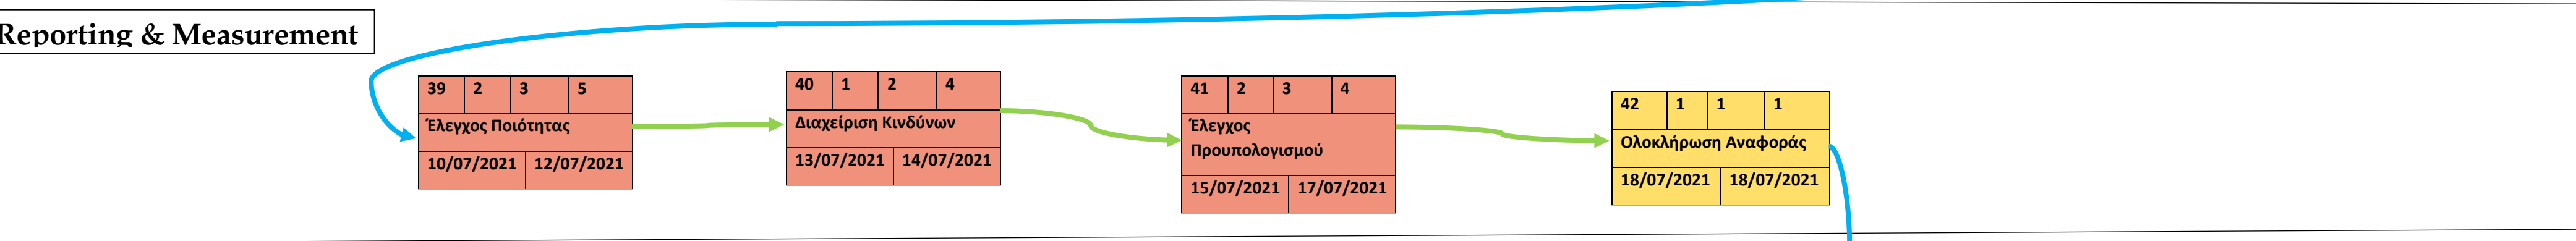 Reporting & Measurement
39 2 3 5
Έλεγχος Ποιότητας
10/07/2021 12/07/2021
40 1 2 4
Διαχείριση Κινδύνων
13/07/2021 14/07/2021
41 2 3 4
Έλεγχος
Προυπολογισμού
15/07/2021 17/07/2021
42 1 1 1
Ολοκλήρωση Αναφοράς
18/07/2021 18/07/2021